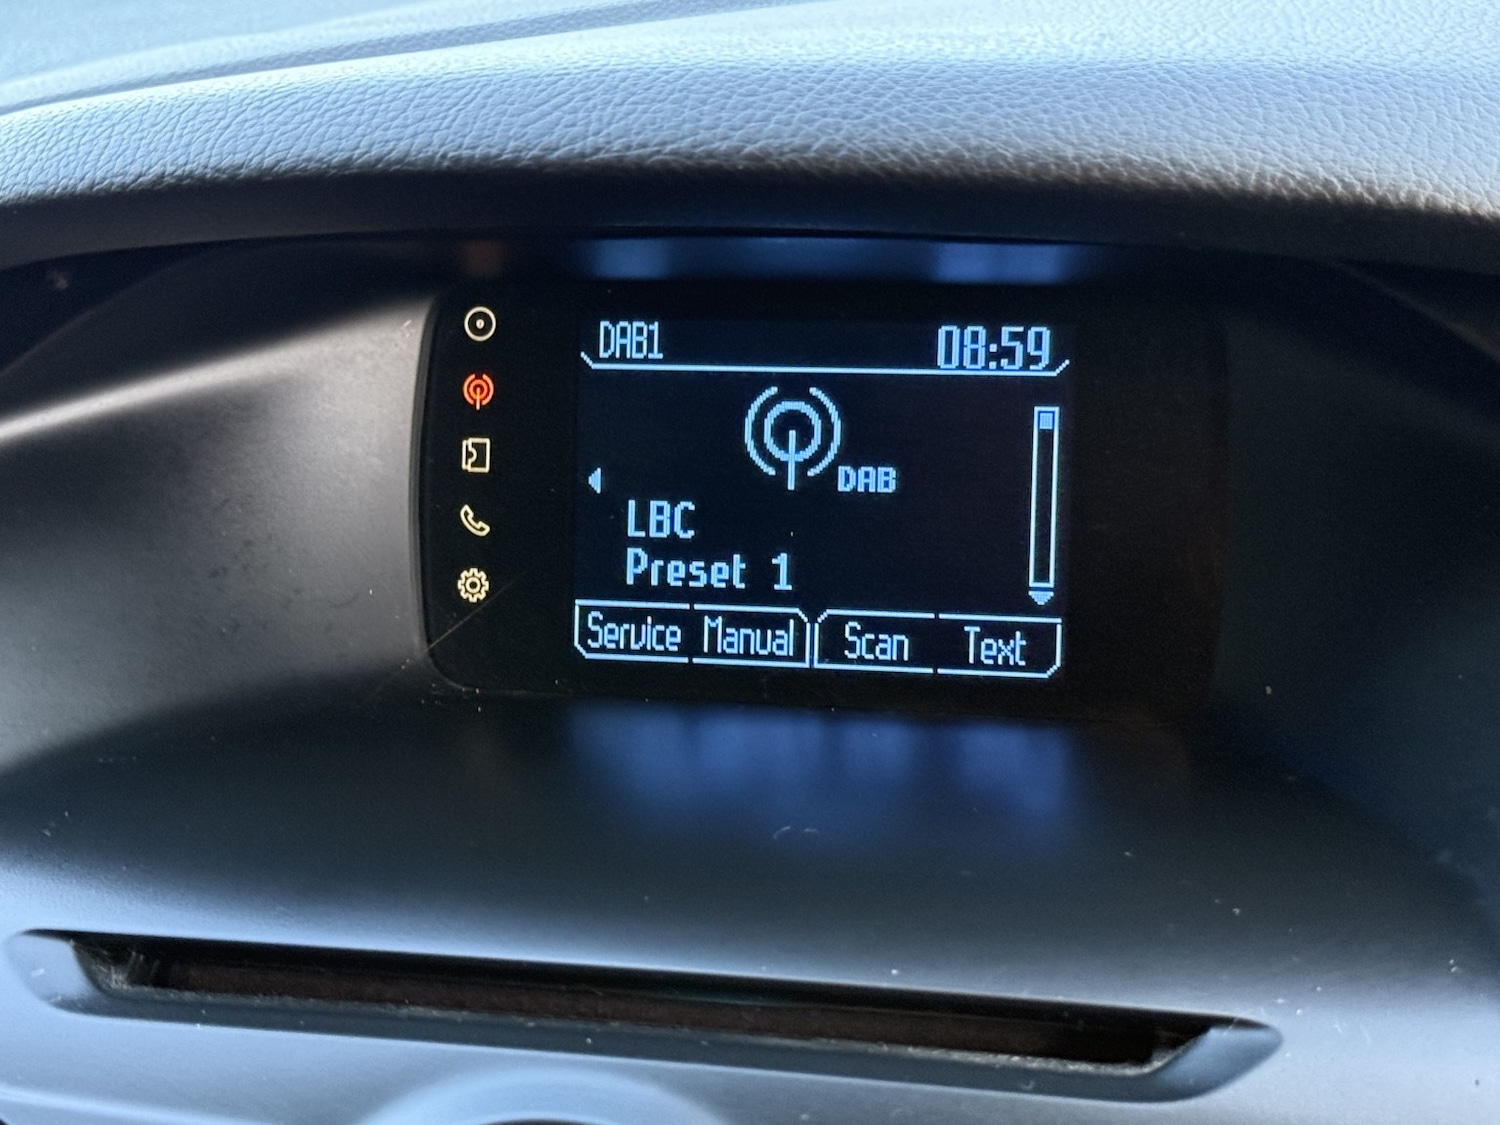 DAB1 08:59
DAB
LBC
Preset 1
Service Manual Scan Text